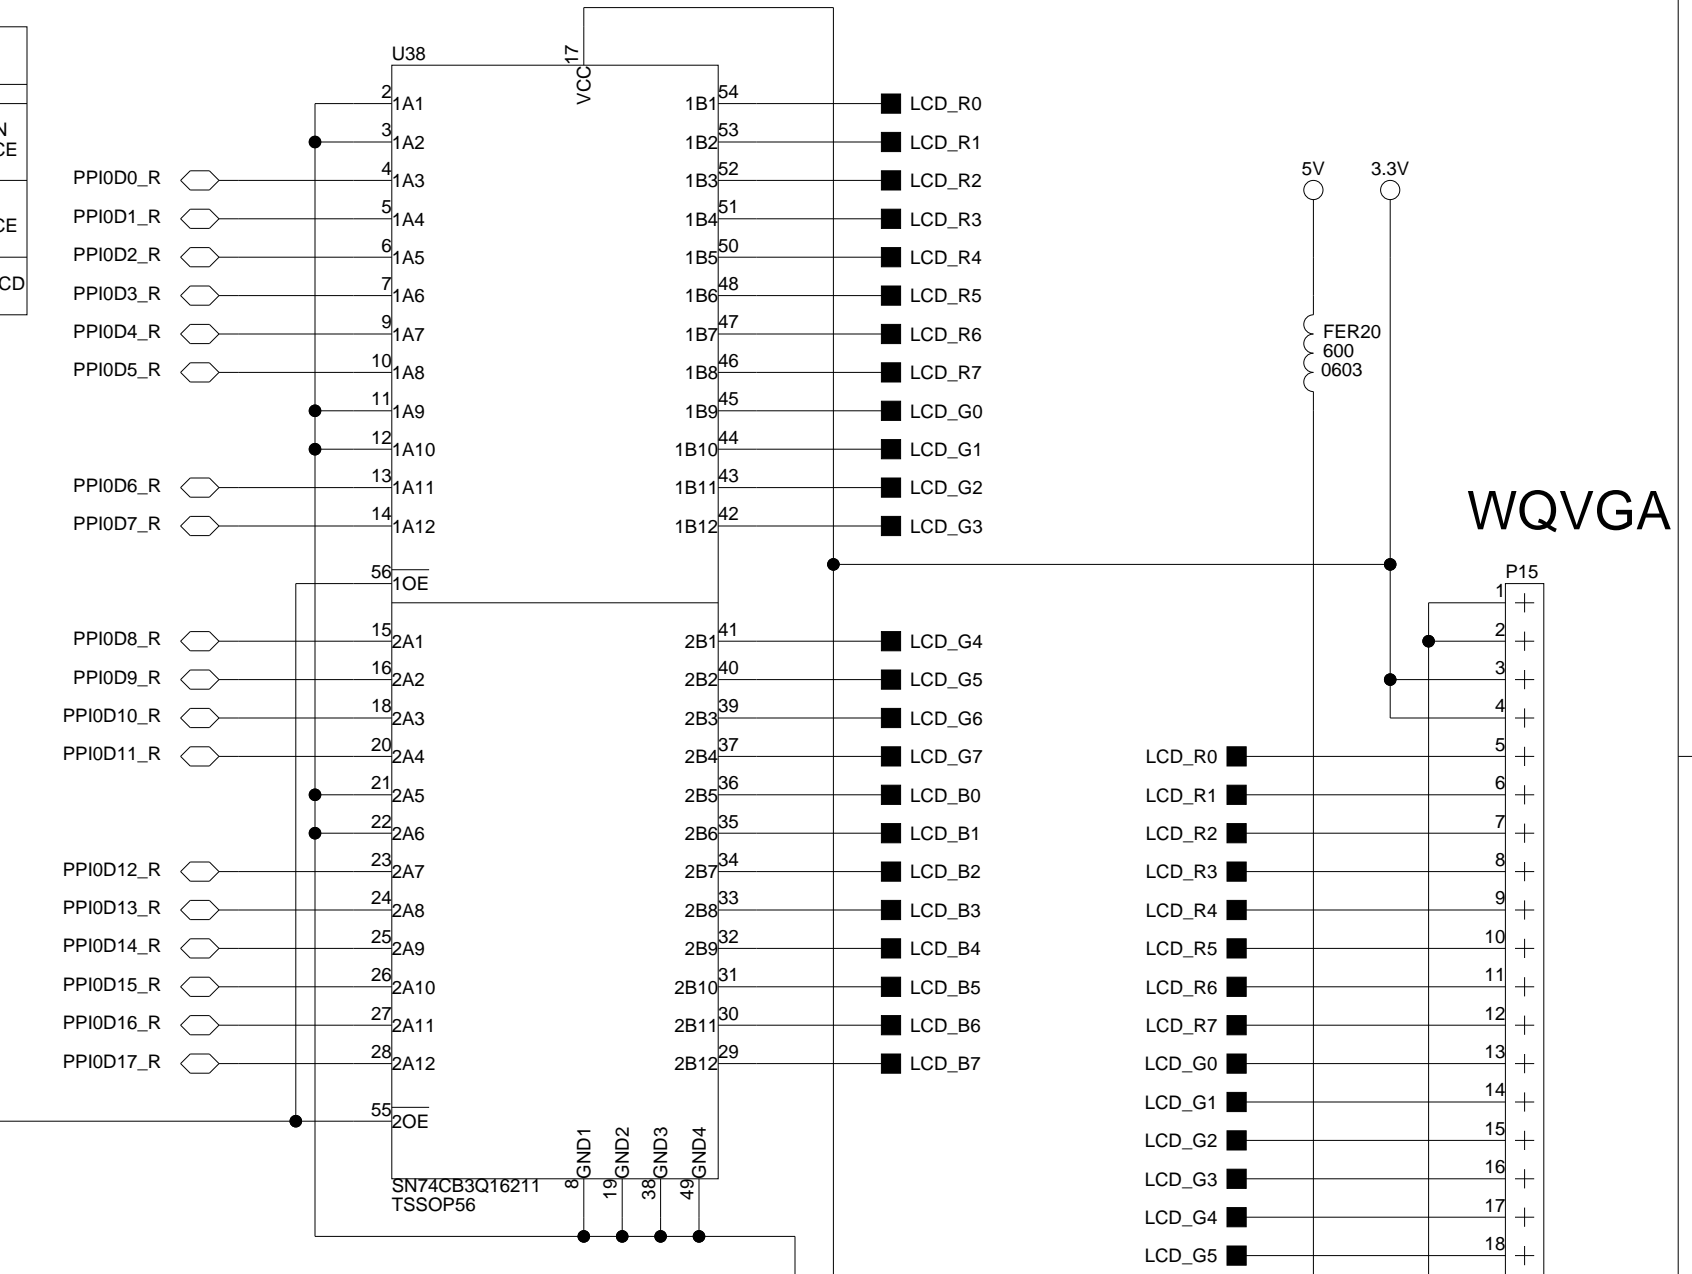 N
CE
CE
CD
U38
17
VCC
2 1A1 1B1 54 LCD_R0
3 1A2 1B2 53 LCD_R1
PPI0D0_R 4 1A3 1B3 52 LCD_R2
PPI0D1_R 5 1A4 1B4 51 LCD_R3
PPI0D2_R 6 1A5 1B5 50 LCD_R4
PPI0D3_R 7 1A6 1B6 48 LCD_R5
PPI0D4_R 9 1A7 1B7 47 LCD_R6
PPI0D5_R 10 1A8 1B8 46 LCD_R7
11 1A9 1B9 45 LCD_G0
12 1A10 1B10 44 LCD_G1
PPI0D6_R 13 1A11 1B11 43 LCD_G2
PPI0D7_R 14 1A12 1B12 42 LCD_G3
56 1OE
PPI0D8_R 15 2A1 2B1 41 LCD_G4
PPI0D9_R 16 2A2 2B2 40 LCD_G5
PPI0D10_R 18 2A3 2B3 39 LCD_G6
PPI0D11_R 20 2A4 2B4 37 LCD_G7
21 2A5 2B5 36 LCD_B0
22 2A6 2B6 35 LCD_B1
PPI0D12_R 23 2A7 2B7 34 LCD_B2
PPI0D13_R 24 2A8 2B8 33 LCD_B3
PPI0D14_R 25 2A9 2B9 32 LCD_B4
PPI0D15_R 26 2A10 2B10 31 LCD_B5
PPI0D16_R 27 2A11 2B11 30 LCD_B6
PPI0D17_R 28 2A12 2B12 29 LCD_B7
55 2OE
GND1 GND2 GND3 GND4
8 19 38 49
SN74CB3Q16211
TSSOP56
5V 3.3V
FER20
600
0603
WQVGA
P15
1
2
3
4
LCD_R0 5
LCD_R1 6
LCD_R2 7
LCD_R3 8
LCD_R4 9
LCD_R5 10
LCD_R6 11
LCD_R7 12
LCD_G0 13
LCD_G1 14
LCD_G2 15
LCD_G3 16
LCD_G4 17
LCD_G5 18